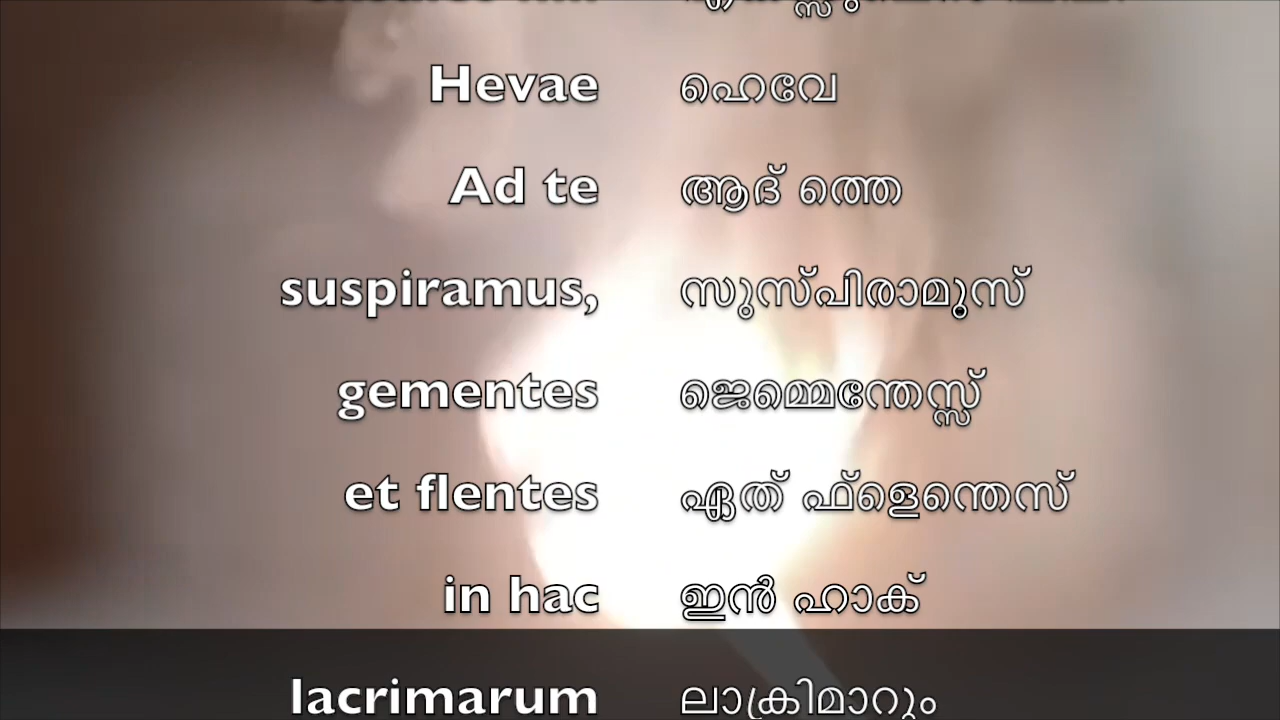 Hevae ഹെവേ
Ad te ആദ് ത്തെ
suspiramus, സുസ്പിരാമൂസ്
gementes ജെമ്മെന്തേസ്സ്
et flentes ഏത് ഫ്ളെന്തെസ്
in hac ഇൻ ഹാക്
lacrimarum ലാക്രിമാറും